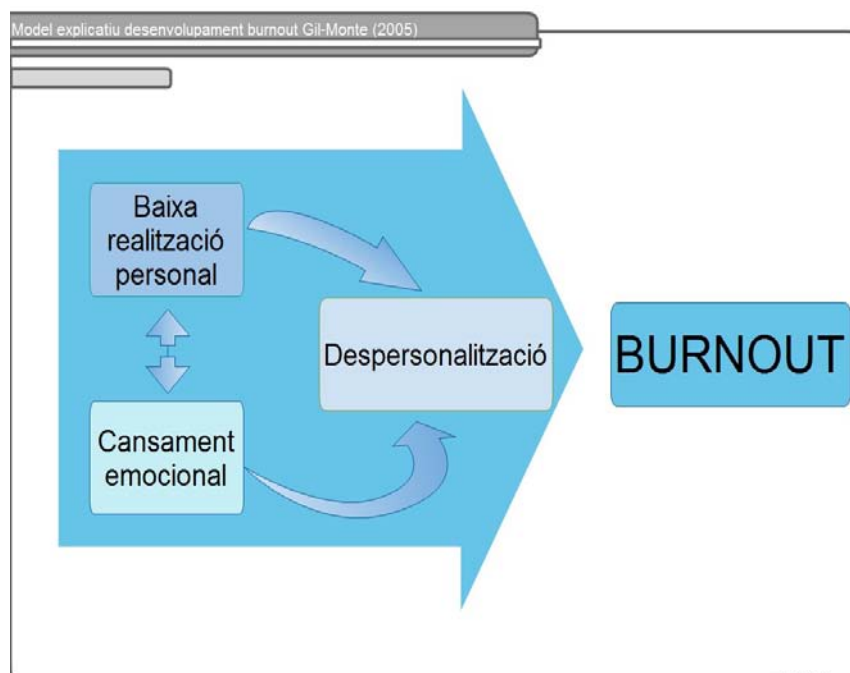 Model explicatiu desenvolupament burnout Gil-Monte (2005)
Baixa
realització
personal
Despersonalització
BURNOUT
Cansament
emocional